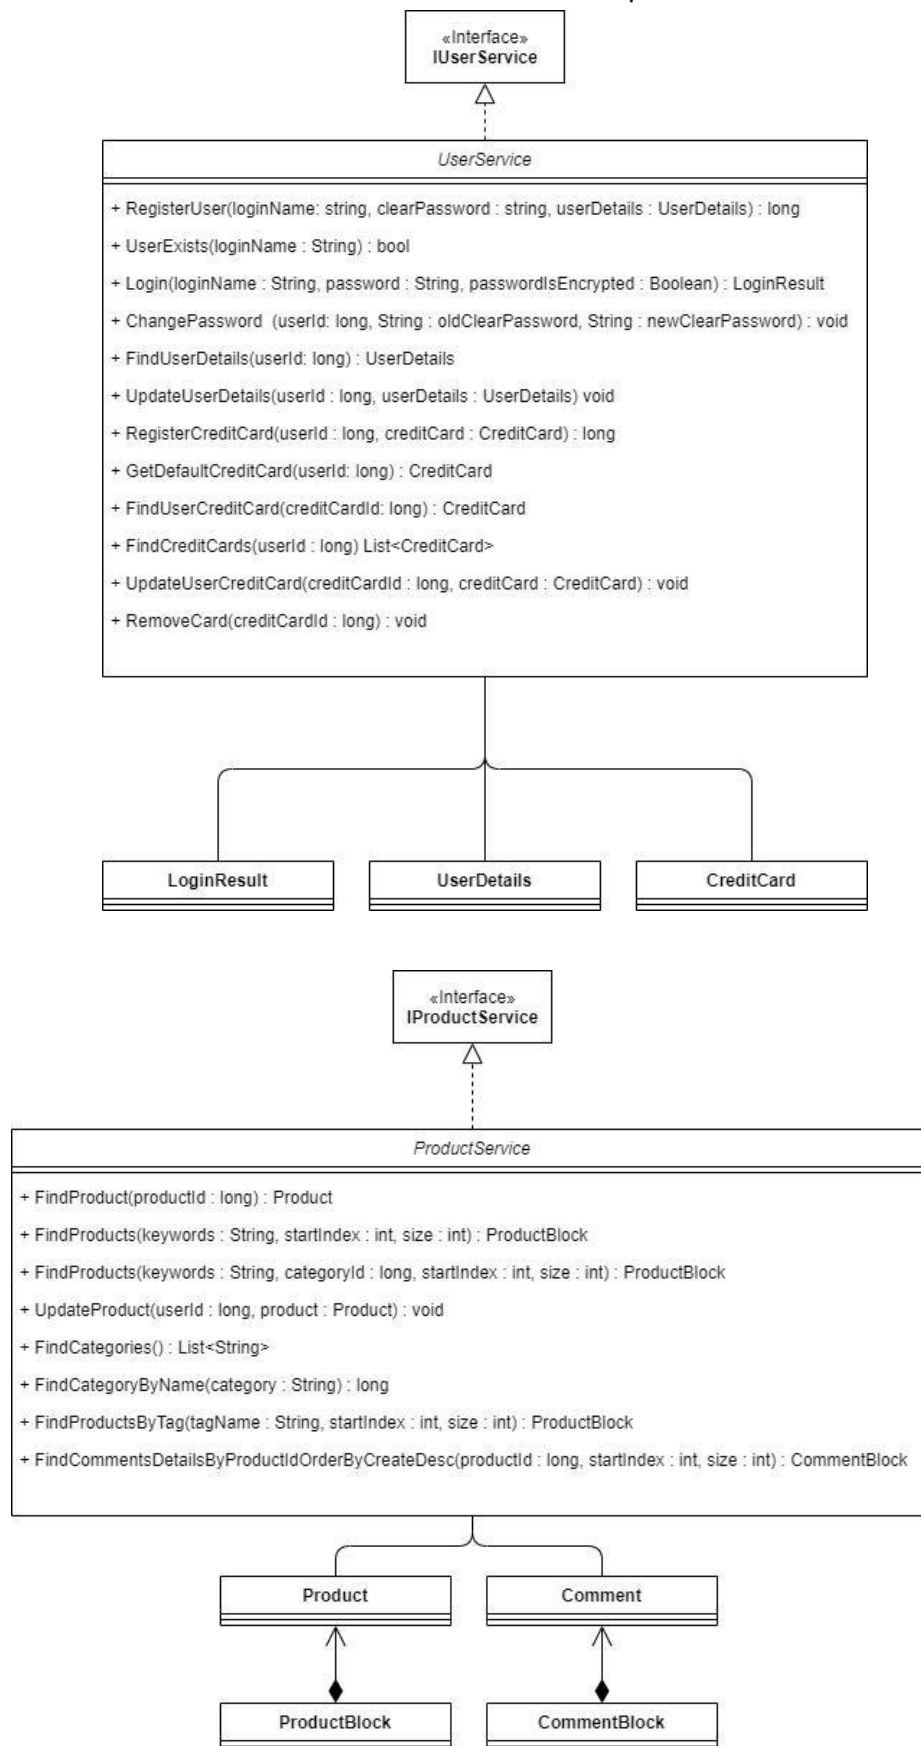 «Interface»
IUserService
UserService
+ RegisterUser(loginName: string, clearPassword : string, userDetails : UserDetails) : long
+ UserExists(loginName : String) : bool
+ Login(loginName : String, password : String, passwordIsEncrypted : Boolean) : LoginResult
+ ChangePassword (userId: long, String : oldClearPassword, String : newClearPassword) : void
+ FindUserDetails(userId: long) : UserDetails
+ UpdateUserDetails(userId : long, userDetails : UserDetails) void
+ RegisterCreditCard(userId : long, creditCard : CreditCard) : long
+ GetDefaultCreditCard(userId: long) : CreditCard
+ FindUserCreditCard(creditCardId: long) : CreditCard
+ FindCreditCards(userId : long) List<CreditCard>
+ UpdateUserCreditCard(creditCardId : long, creditCard : CreditCard) : void
+ RemoveCard(creditCardId : long) : void
LoginResult
UserDetails
CreditCard
«Interface»
IProductService
ProductService
+ FindProduct(productId : long) : Product
+ FindProducts(keywords : String, startIndex : int, size : int) : ProductBlock
+ FindProducts(keywords : String, categoryId : long, startIndex : int, size : int) : ProductBlock
+ UpdateProduct(userId : long, product : Product) : void
+ FindCategories() : List<String>
+ FindCategoryByName(category : String) : long
+ FindProductsByTag(tagName : String, startIndex : int, size : int) : ProductBlock
+ FindCommentsDetailsByProductIdOrderByCreateDesc(productId : long, startIndex : int, size : int) : CommentBlock
Product
Comment
ProductBlock
CommentBlock